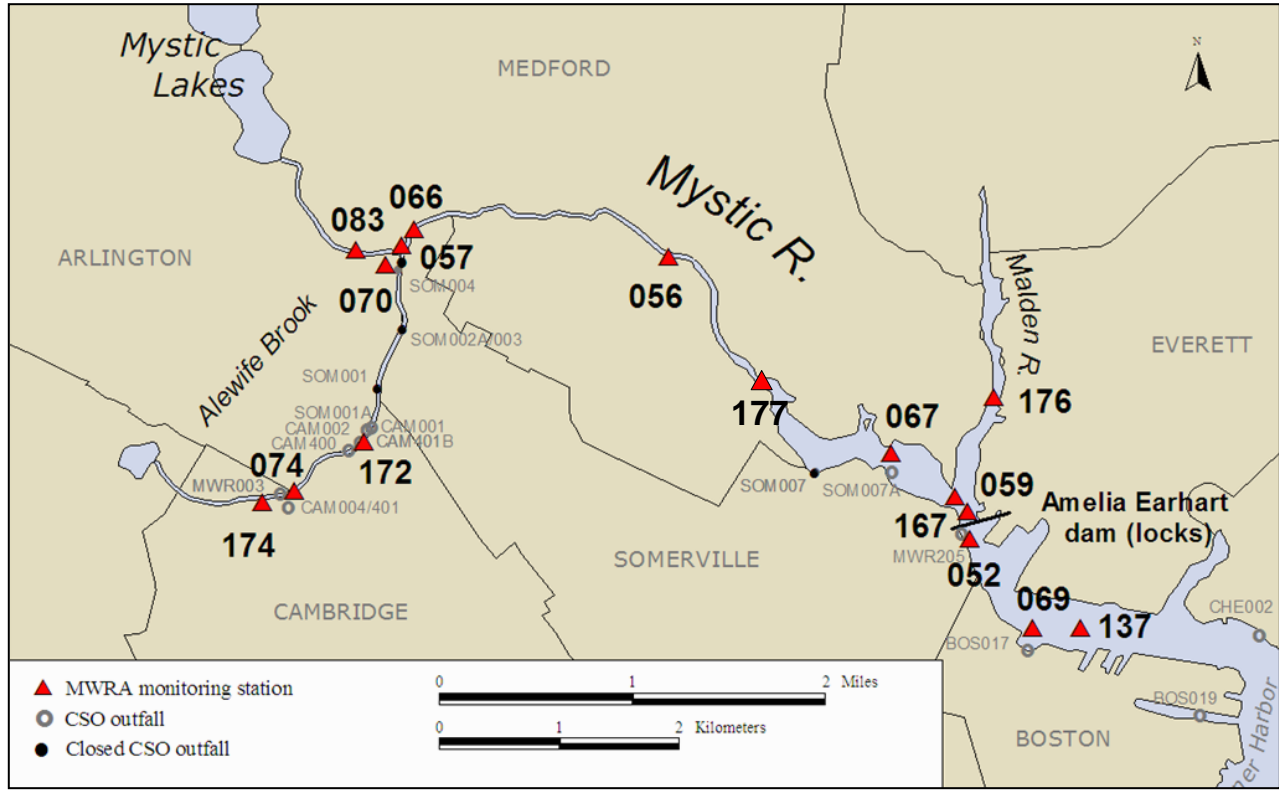 Mystic
Lakes
MEDFORD
N
Mystic R.
066
083
057
ARLINGTON
070
SOM004
056
Malden R.
SOM002A/003
EVERETT
Alewife Brook
SOM001
176
177
SOM001A
CAM001
CAM002
CAM400
CAM401B
067
172
074
MWR003
SOM007
SOM007A
059
CAM004/401
Amelia Earhart
dam (locks)
167
174
MWR205
SOMERVILLE
052
069
CAMBRIDGE
CHE002
137
BOS017
MWRA monitoring station
CSO outfall
Closed CSO outfall
0 1 2 Miles
0 1 2 Kilometers
BOS019
BOSTON
Harbor